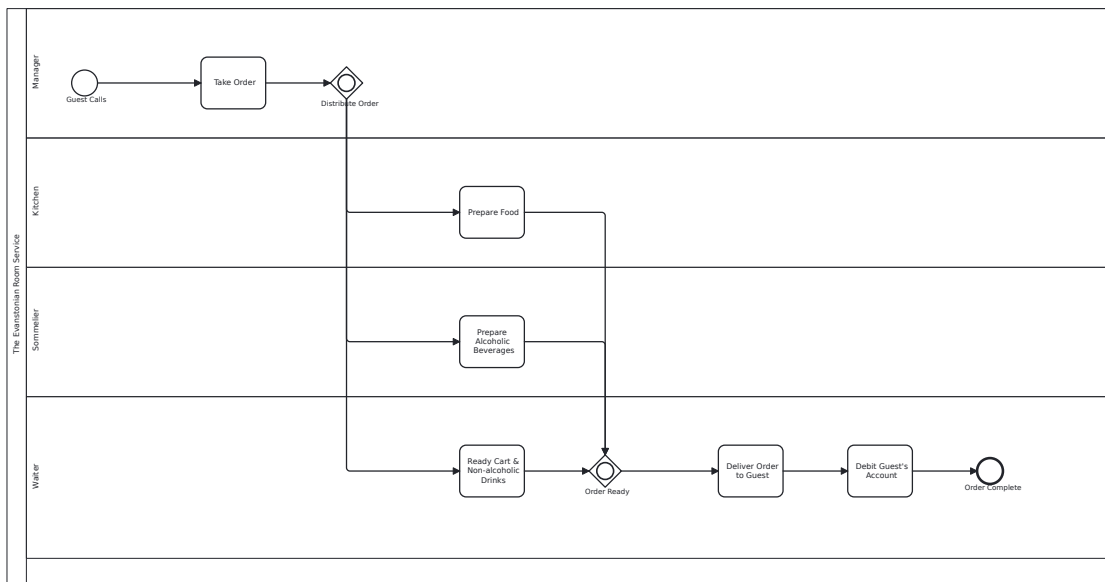 The Evanstonian Room Service
Manager
Guest Calls
Take Order
Distribute Order
Kitchen
Prepare Food
Sommelier
Prepare
Alcoholic
Beverages
Waiter
Ready Cart &
Non-alcoholic
Drinks
Order Ready
Deliver Order
to Guest
Debit Guest's
Account
Order Complete